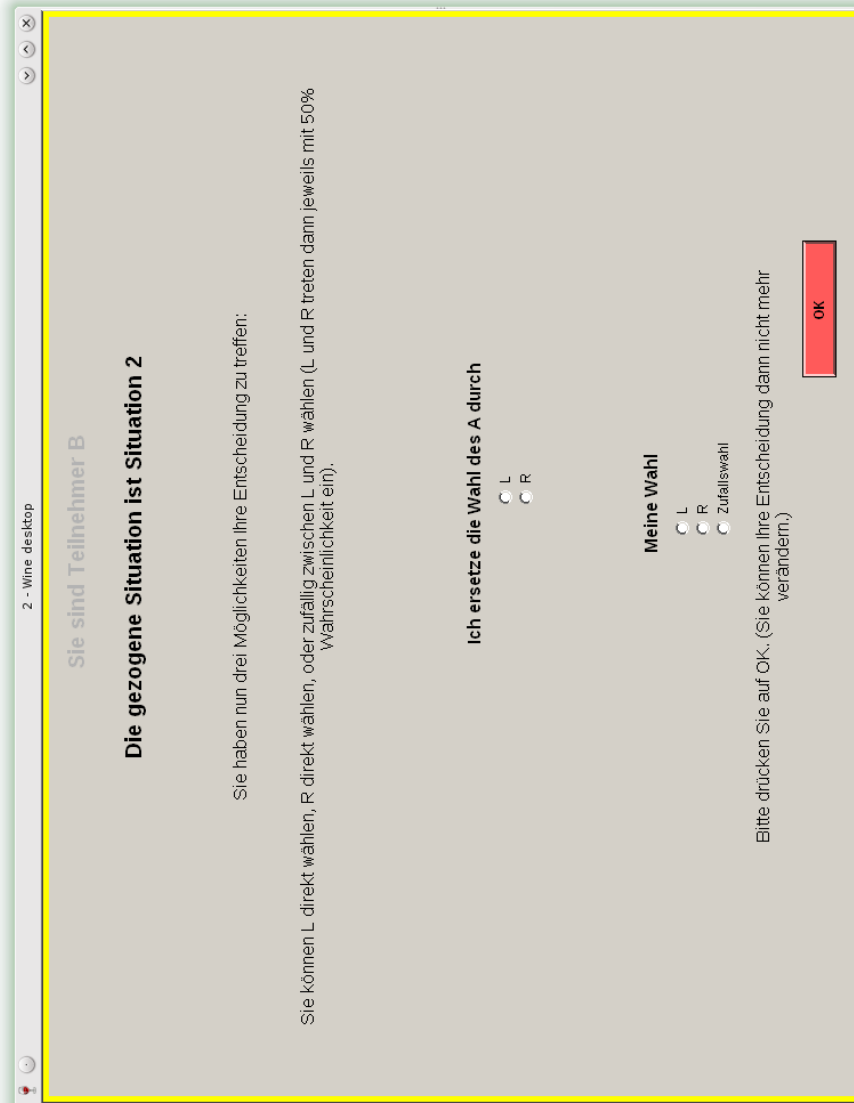 2 - Wine desktop
Sie sind Teilnehmer B
Die gezogene Situation ist Situation 2
Sie haben nun drei Möglichkeiten Ihre Entscheidung zu treffen:
Sie können L direkt wählen, R direkt wählen, oder zufällig zwischen L und R wählen (L und R treten dann jeweils mit 50%
Wahrscheinlichkeit ein).
Ich ersetze die Wahl des A durch
L
R
Meine Wahl
L
R
Zufallswahl
Bitte drücken Sie auf OK. (Sie können Ihre Entscheidung dann nicht mehr
verändern.)
OK